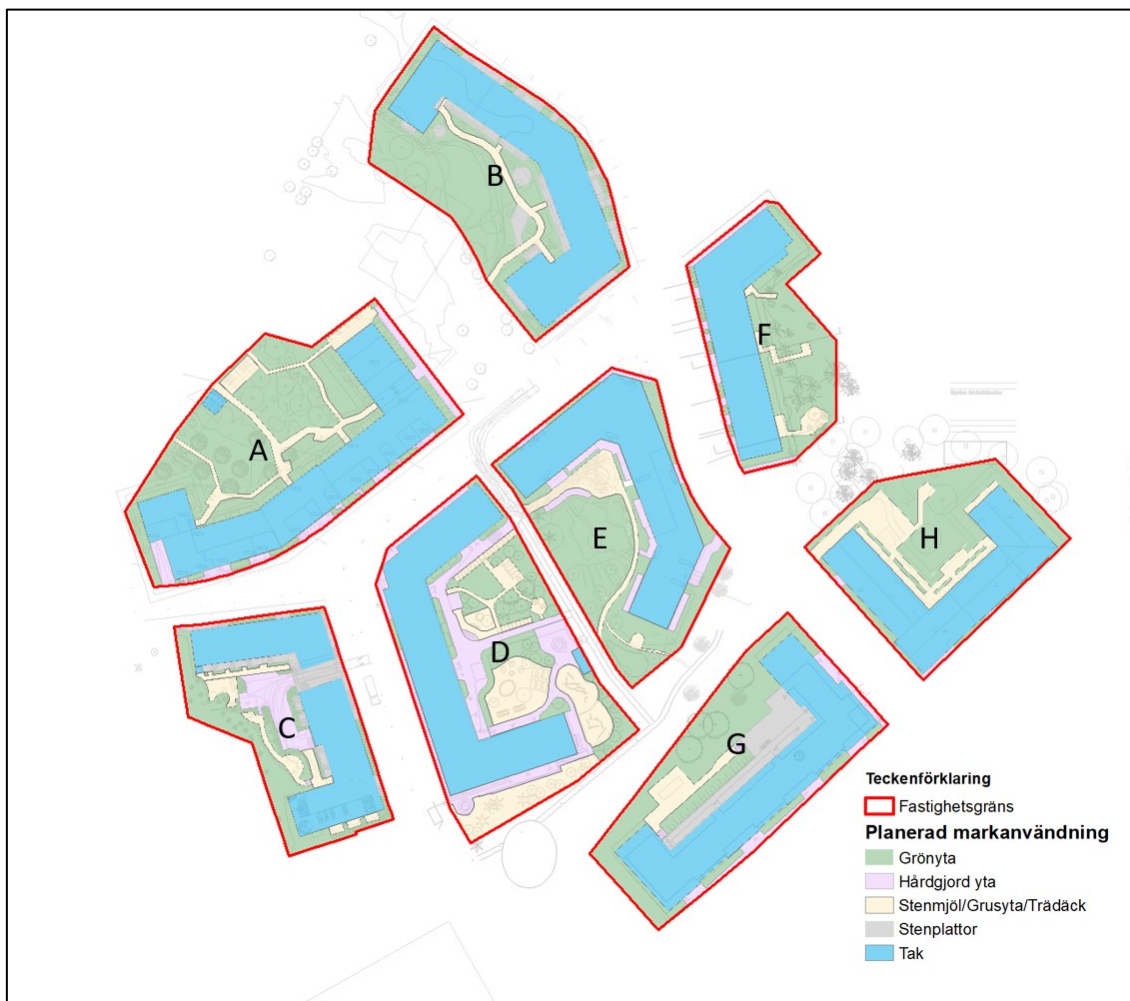 B
F
A
E
H
D
C
G
Teckenförklaring
Fastighetsgräns
Planerad markanvändning
Grönyta
Hårdgjord yta
Stenmjöl/Grusyta/Trädäck
Stenplattor
Tak